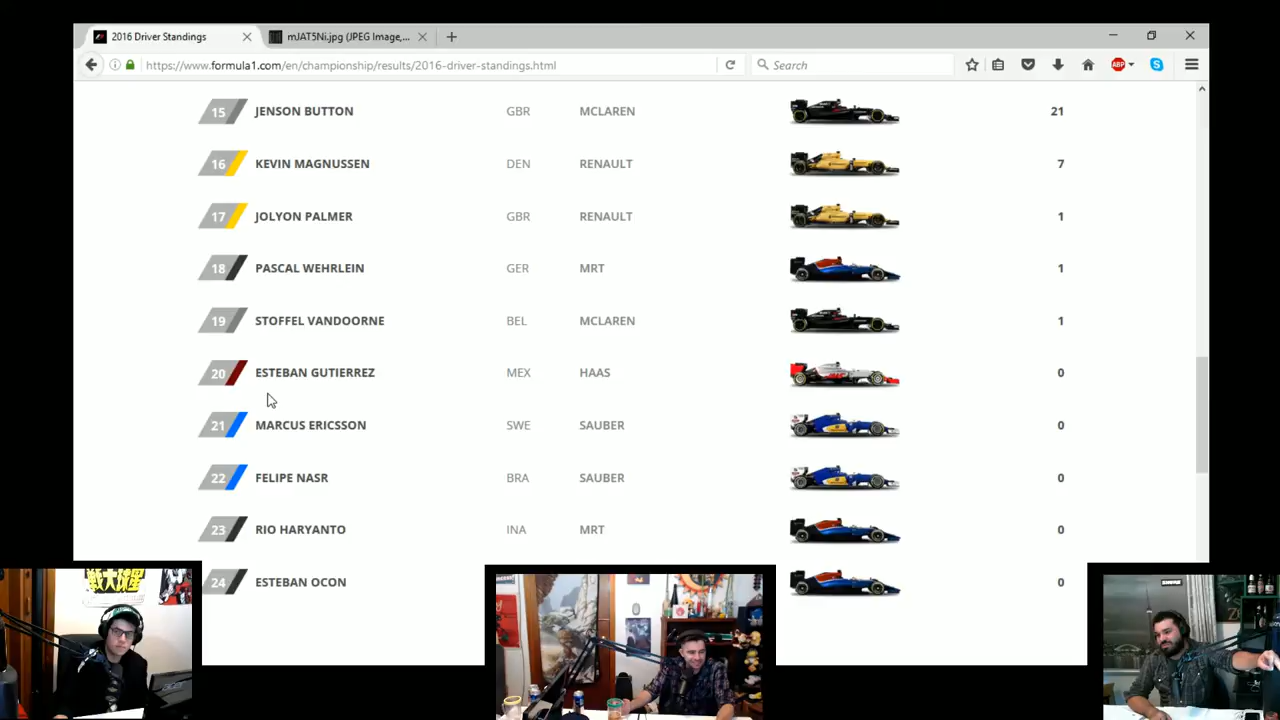 2016 Driver Standings
mJAT5Ni.jpg (JPEG Image,...
https://www.formula1.com/en/championship/results/2016-driver-standings.html
Search
ABP
15 JENSON BUTTON GBR MCLAREN 21
16 KEVIN MAGNUSSEN DEN RENAULT 7
17 JOLYON PALMER GBR RENAULT 1
18 PASCAL WEHRLEIN GER MRT 1
19 STOFFEL VANDOORNE BEL MCLAREN 1
20 ESTEBAN GUTIERREZ MEX HAAS 0
21 MARCUS ERICSSON SWE SAUBER 0
22 FELIPE NASR BRA SAUBER 0
23 RIO HARYANTO INA MRT 0
24 ESTEBAN OCON 0
SHURE